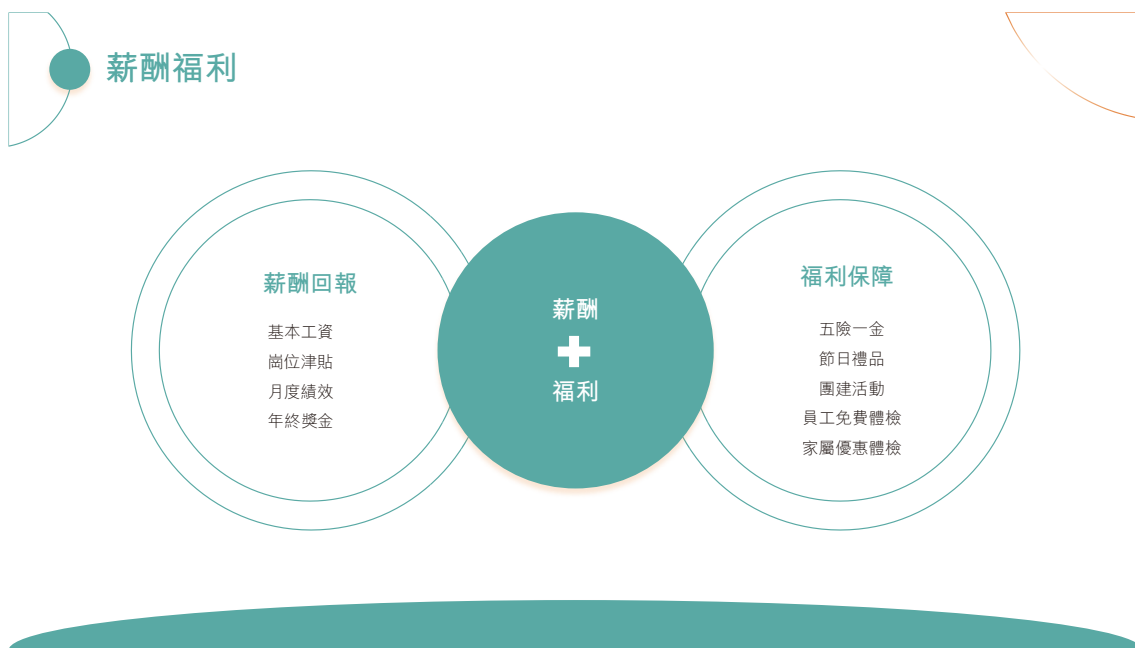 薪酬福利
薪酬回報
基本工資
崗位津貼
月度績效
年終獎金
薪酬
福利
福利保障
五險一金
節日禮品
團建活動
員工免費體檢
家屬優惠體檢